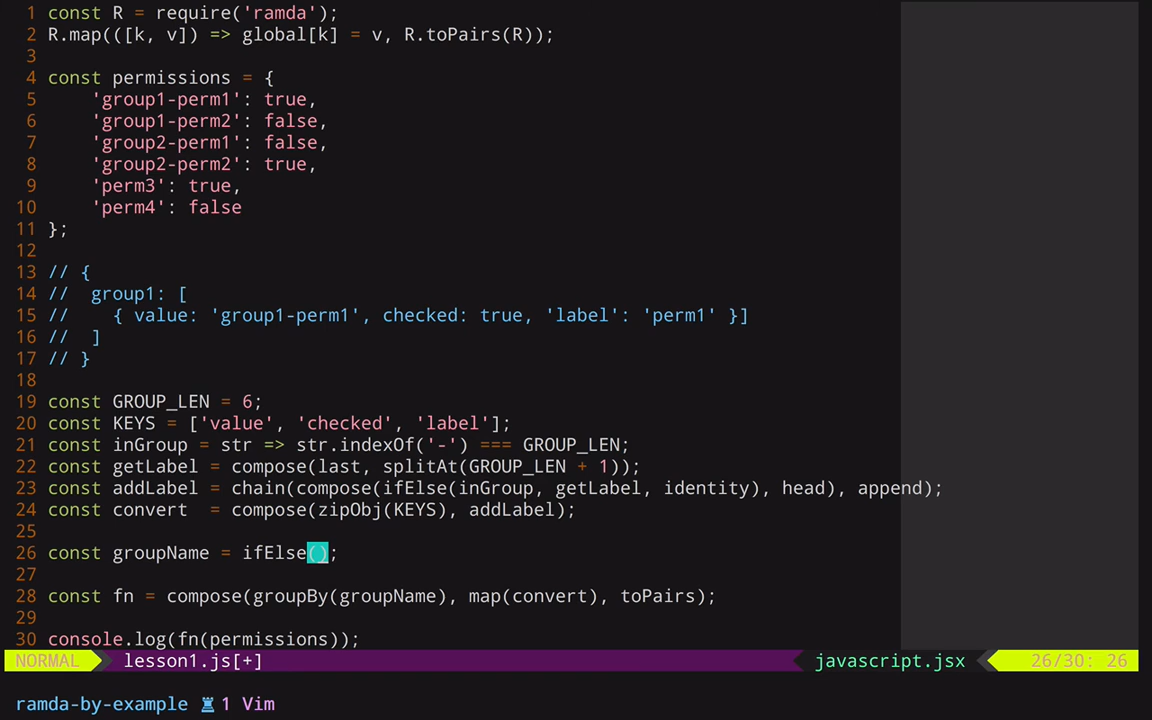 1 const R = require('ramda');
2 R.map(([k, v]) => global[k] = v, R.toPairs(R));
3
4 const permissions = {
5     'group1-perm1': true,
6     'group1-perm2': false,
7     'group2-perm1': false,
8     'group2-perm2': true,
9     'perm3': true,
10     'perm4': false
11 };
12
13 // {
14 //  group1: [
15 //    { value: 'group1-perm1', checked: true, 'label': 'perm1' }]
16 //  ]
17 // }
18
19 const GROUP_LEN = 6;
20 const KEYS = ['value', 'checked', 'label'];
21 const inGroup = str => str.indexOf('-') === GROUP_LEN;
22 const getLabel = compose(last, splitAt(GROUP_LEN + 1));
23 const addLabel = chain(compose(ifElse(inGroup, getLabel, identity), head), append);
24 const convert  = compose(zipObj(KEYS), addLabel);
25
26 const groupName = ifElse();
27
28 const fn = compose(groupBy(groupName), map(convert), toPairs);
29
30 console.log(fn(permissions));
NORMAL lesson1.js[+] javascript.jsx 26/30: 26
ramda-by-example 1 Vim